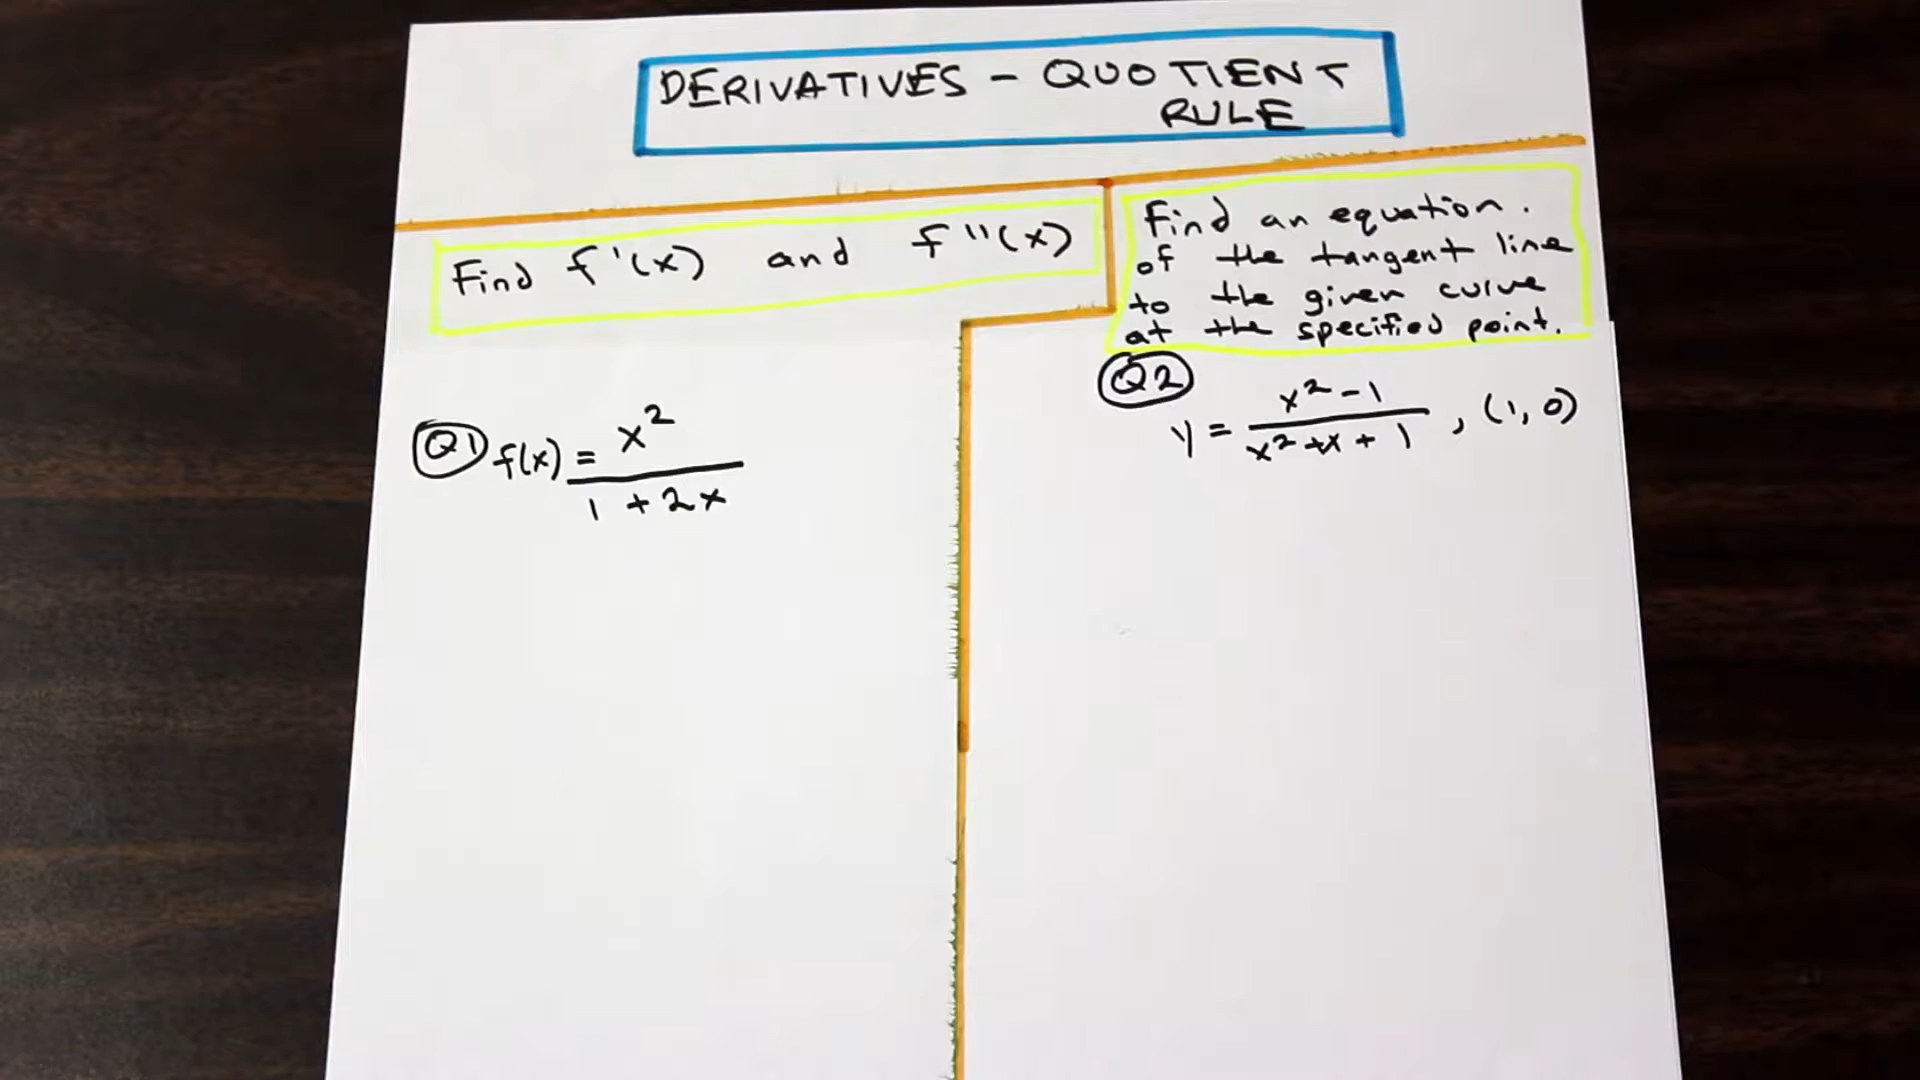 DERIVATIVES - QUOTIENT
RULE
Find f'(x) and f''(x)
Find an equation.
of the tangent line
to the given curve
at the specified point.
Q1 f(x) = x² / 1 + 2x
Q2 y = x² - 1 / x² + x + 1 , (1, 0)